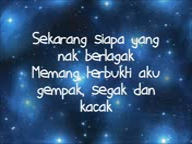 Sekarang siapa yang
nak berlagak
Memang terbukti aku
gempak, segak dan
kacak